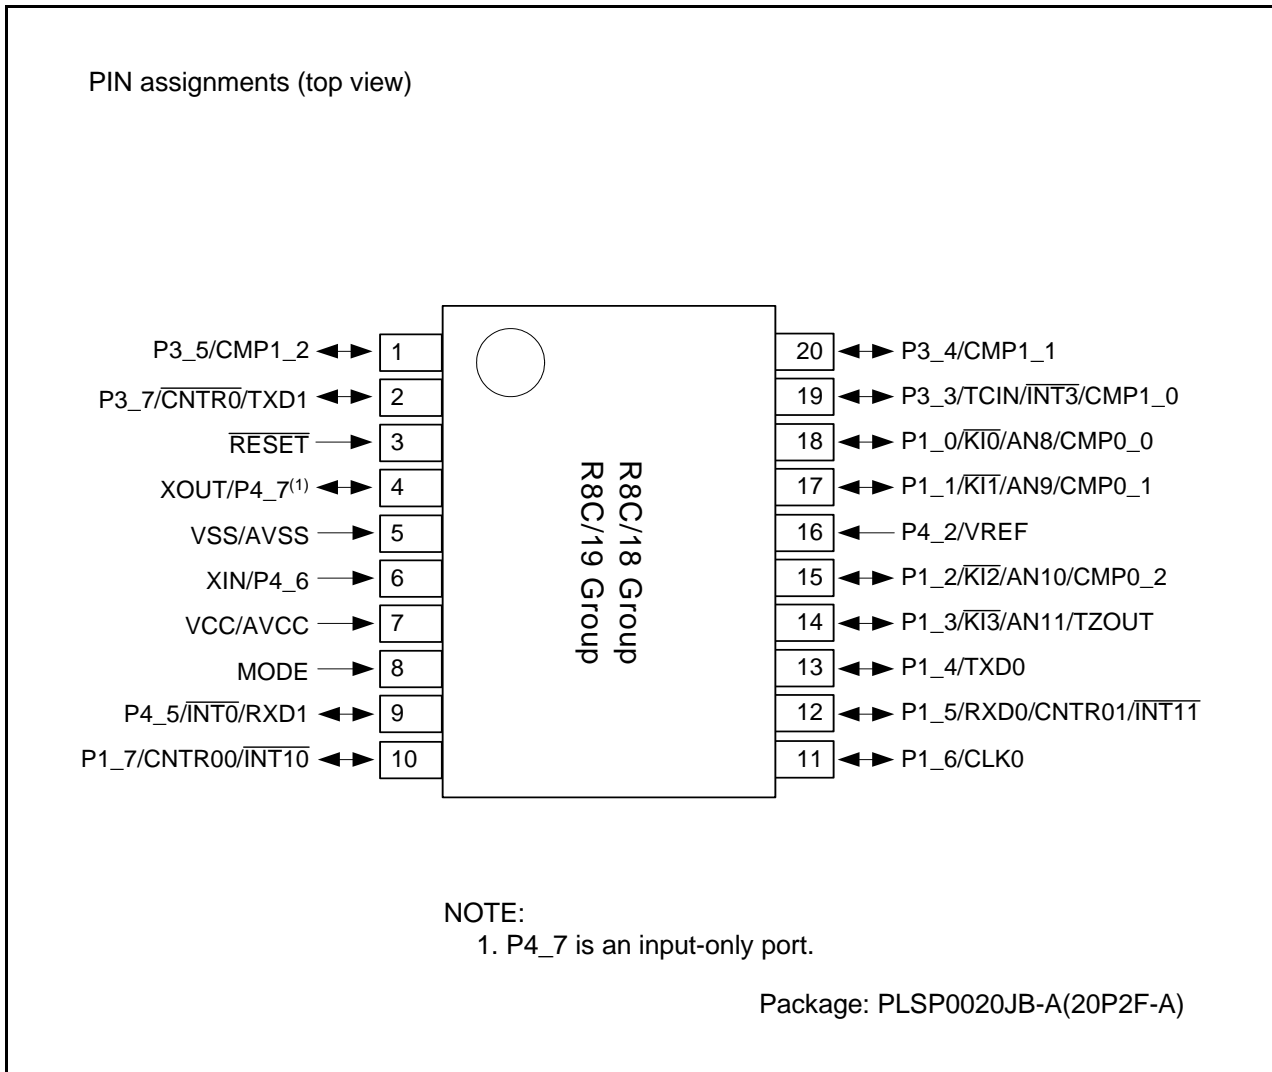 PIN assignments (top view)
P3_5/CMP1_2 1
P3_7/CNTR0/TXD1 2
RESET 3
XOUT/P4_7(1) 4
VSS/AVSS 5
XIN/P4_6 6
VCC/AVCC 7
MODE 8
P4_5/INT0/RXD1 9
P1_7/CNTR00/INT10 10
R8C/18 Group
R8C/19 Group
20 P3_4/CMP1_1
19 P3_3/TCIN/INT3/CMP1_0
18 P1_0/KI0/AN8/CMP0_0
17 P1_1/KI1/AN9/CMP0_1
16 P4_2/VREF
15 P1_2/KI2/AN10/CMP0_2
14 P1_3/KI3/AN11/TZOUT
13 P1_4/TXD0
12 P1_5/RXD0/CNTR01/INT11
11 P1_6/CLK0
NOTE:
1. P4_7 is an input-only port.
Package: PLSP0020JB-A(20P2F-A)